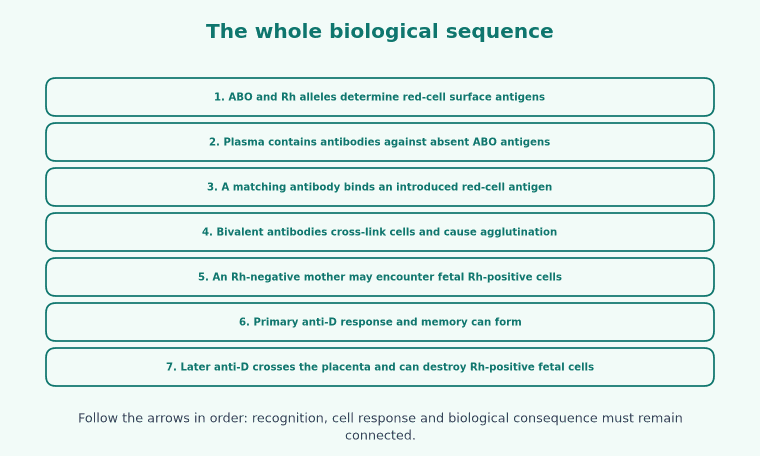 The whole biological sequence
1. ABO and Rh alleles determine red-cell surface antigens
2. Plasma contains antibodies against absent ABO antigens
3. A matching antibody binds an introduced red-cell antigen
4. Bivalent antibodies cross-link cells and cause agglutination
5. An Rh-negative mother may encounter fetal Rh-positive cells
6. Primary anti-D response and memory can form
7. Later anti-D crosses the placenta and can destroy Rh-positive fetal cells
Follow the arrows in order: recognition, cell response and biological consequence must remain
connected.